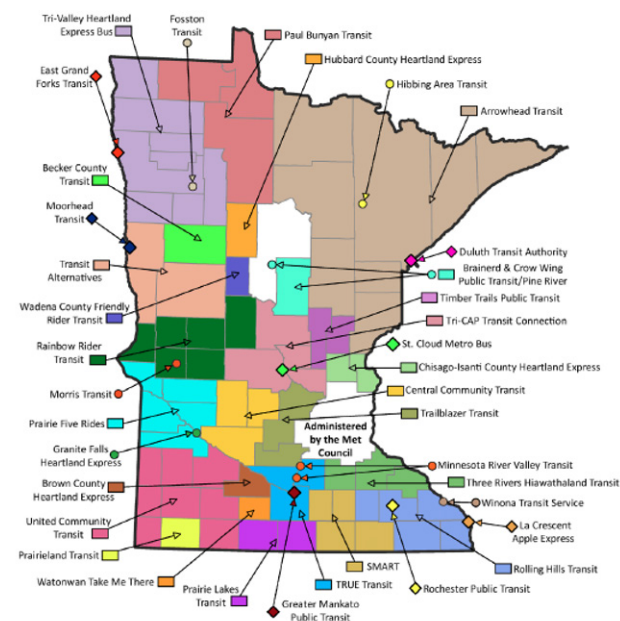 Tri-Valley Heartland
Express Bus
Fosston
Transit
Paul Bunyan Transit
Hubbard County Heartland Express
East Grand
Forks Transit
Hibbing Area Transit
Arrowhead Transit
Becker County
Transit
Moorhead
Transit
Duluth Transit Authority
Transit
Alternatives
Brainerd & Crow Wing
Public Transit/Pine River
Timber Trails Public Transit
Wadena County Friendly
Rider Transit
Tri-CAP Transit Connection
Rainbow Rider
Transit
St. Cloud Metro Bus
Chisago-Isanti County Heartland Express
Morris Transit
Central Community Transit
Prairie Five Rides
Trailblazer Transit
Administered
by the Met
Council
Granite Falls
Heartland Express
Minnesota River Valley Transit
Brown County
Heartland Express
Three Rivers Hiawathaland Transit
Winona Transit Service
United Community
Transit
La Crescent
Apple Express
Prairieland Transit
SMART
Rolling Hills Transit
Watonwan Take Me There
Prairie Lakes
Transit
TRUE Transit
Rochester Public Transit
Greater Mankato
Public Transit